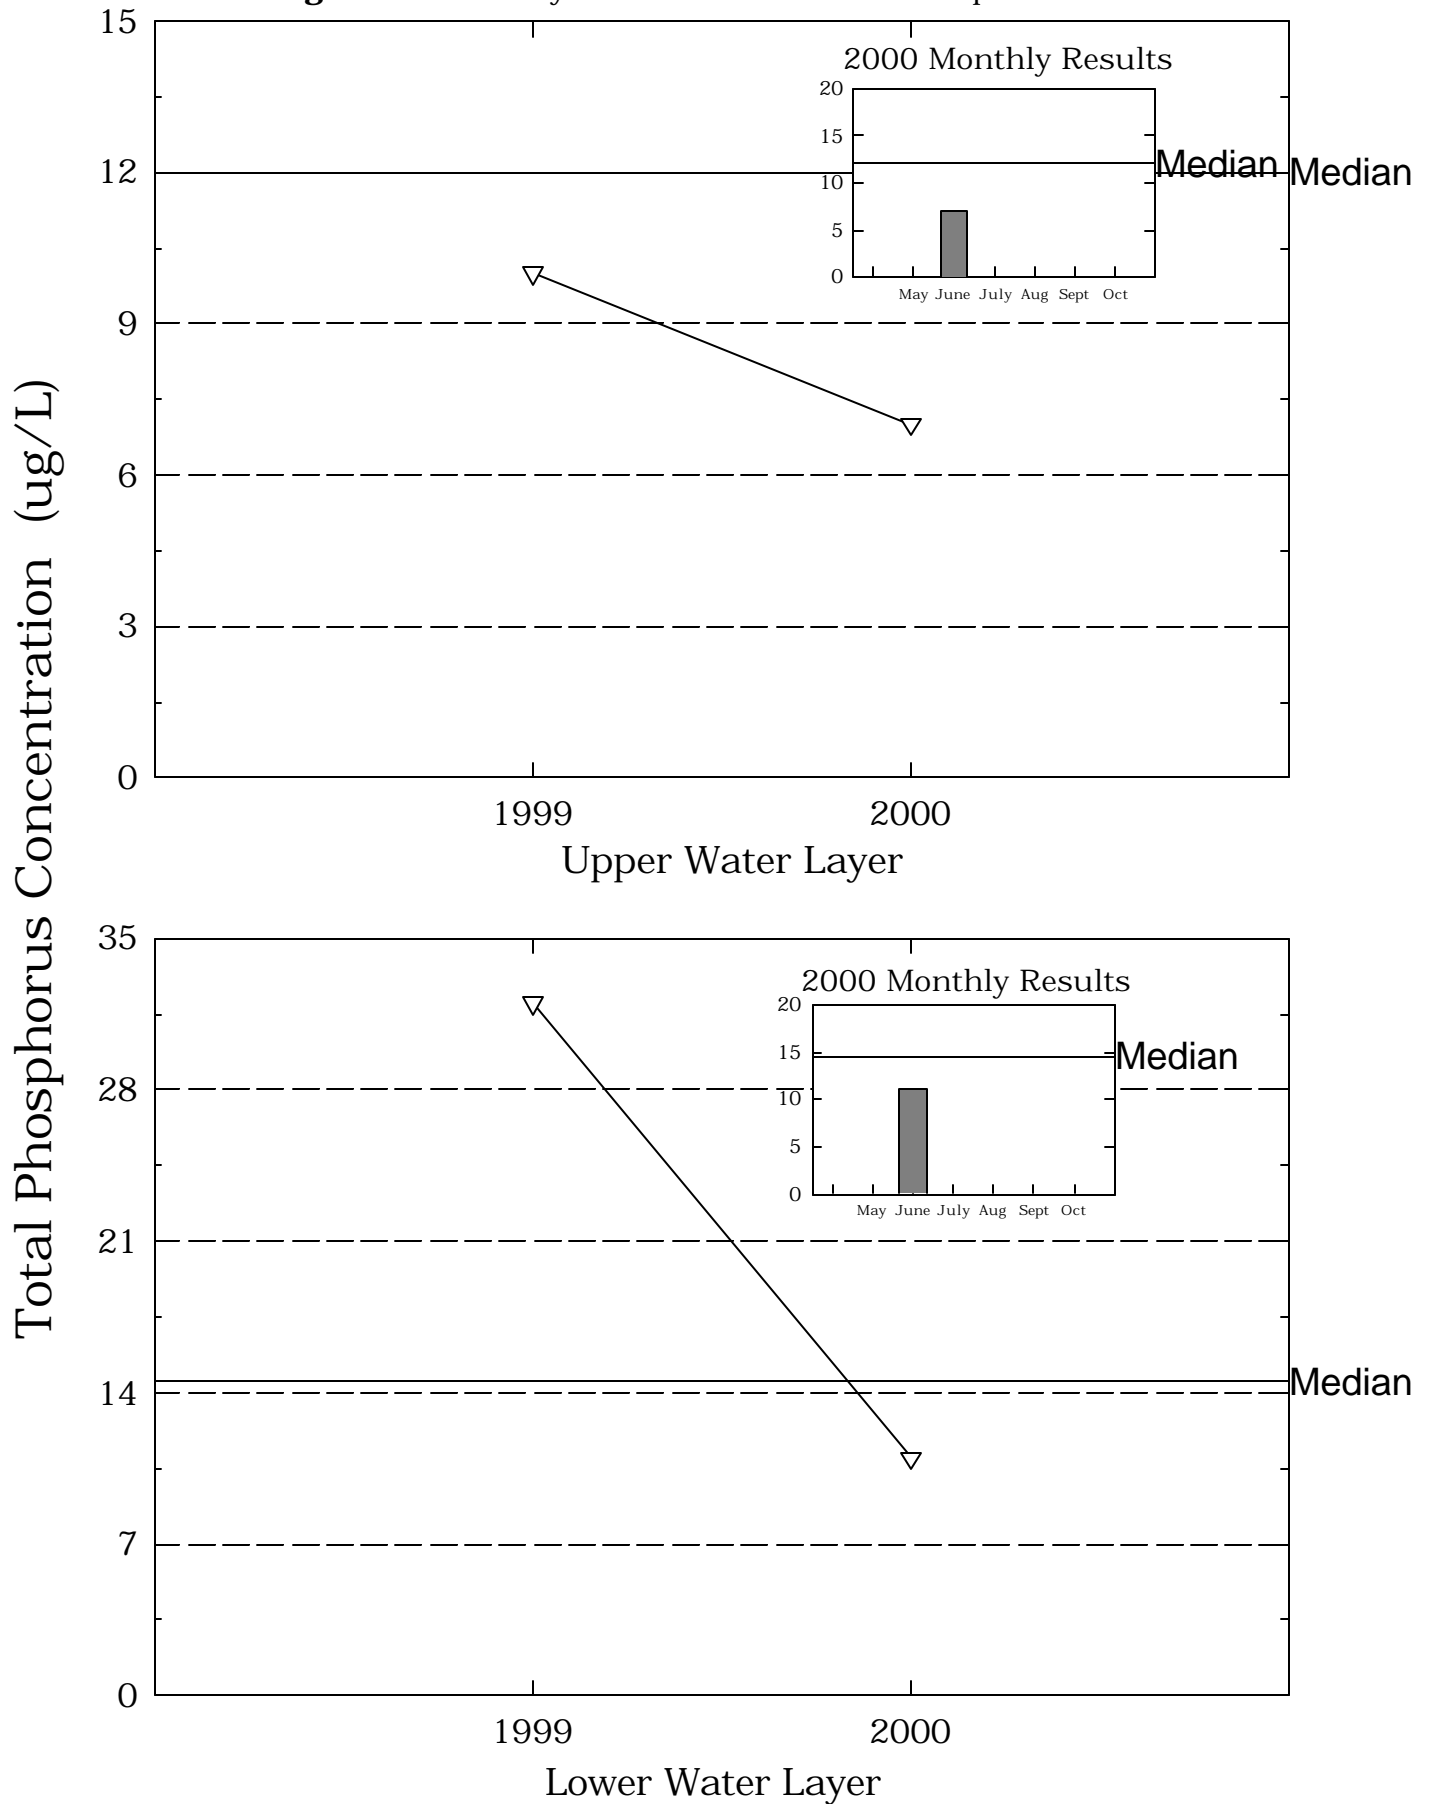 15
2000 Monthly Results
20
15
12
Median
Median
10
5
0
May June July Aug Sept Oct
9
6
3
0
1999 2000
Upper Water Layer
Total Phosphorus Concentration (ug/L)
35
2000 Monthly Results
20
15
Median
28
10
5
0
May June July Aug Sept Oct
21
14
Median
7
0
1999 2000
Lower Water Layer